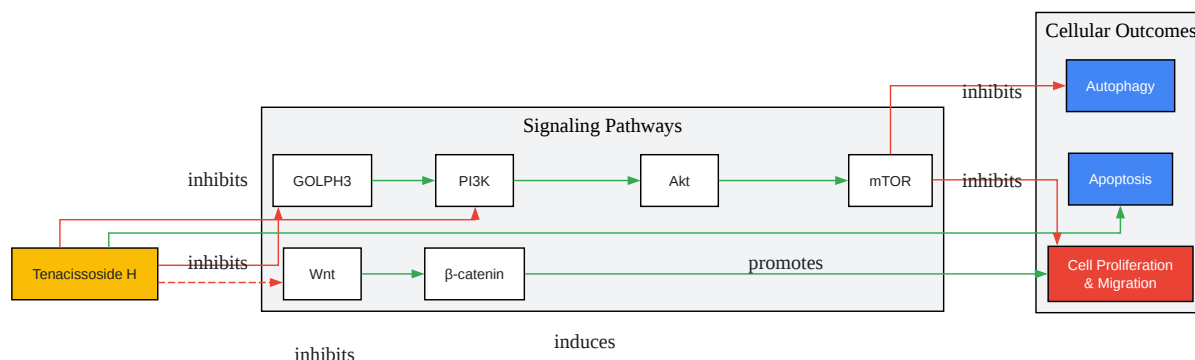 Cellular Outcomes
Autophagy
inhibits
Signaling Pathways
inhibits
GOLPH3
PI3K
Akt
mTOR
inhibits
Apoptosis
Tenacissoside H
inhibits
Wnt
β-catenin
promotes
Cell Proliferation
& Migration
induces
inhibits